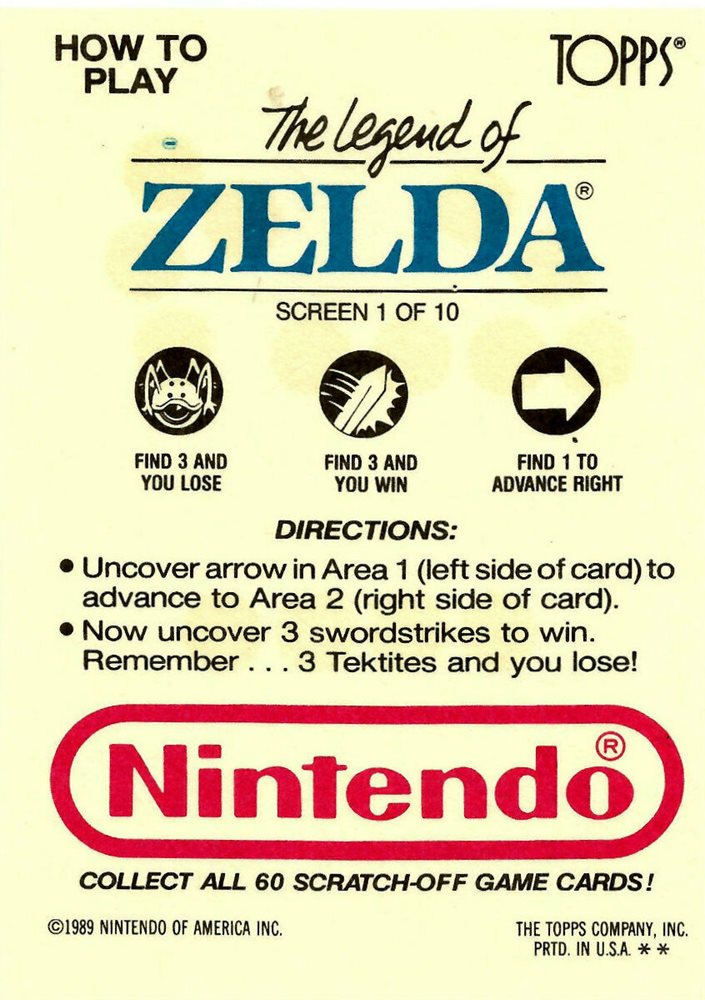 HOW TO
PLAY
TOPPS®
The Legend of
ZELDA®
SCREEN 1 OF 10
FIND 3 AND
YOU LOSE
FIND 3 AND
YOU WIN
FIND 1 TO
ADVANCE RIGHT
DIRECTIONS:
• Uncover arrow in Area 1 (left side of card) to
advance to Area 2 (right side of card).
• Now uncover 3 swordstrikes to win.
Remember . . . 3 Tektites and you lose!
Nintendo®
COLLECT ALL 60 SCRATCH-OFF GAME CARDS!
©1989 NINTENDO OF AMERICA INC.
THE TOPPS COMPANY, INC.
PRTD. IN U.S.A. * *